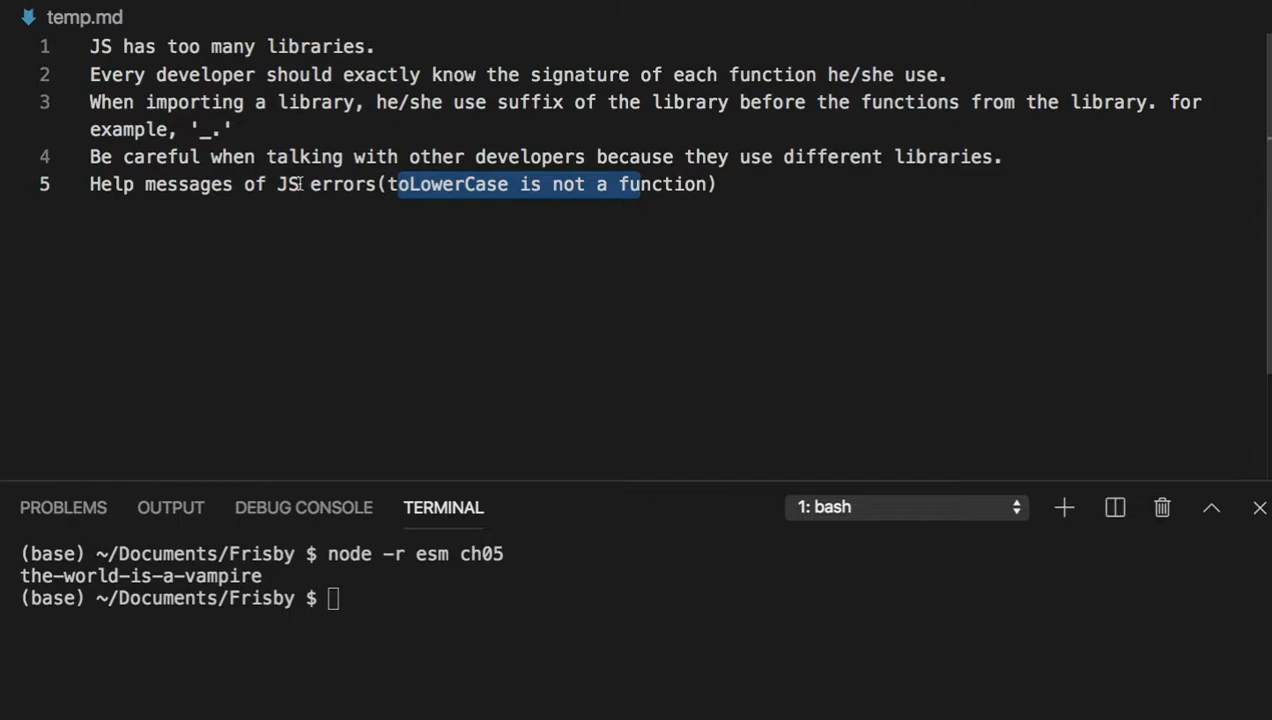 temp.md
1 JS has too many libraries.
2 Every developer should exactly know the signature of each function he/she use.
3 When importing a library, he/she use suffix of the library before the functions from the library. for
example, '_.'
4 Be careful when talking with other developers because they use different libraries.
5 Help messages of JS errors(toLowerCase is not a function)
PROBLEMS OUTPUT DEBUG CONSOLE TERMINAL 1: bash
(base) ~/Documents/Frisby $ node -r esm ch05
the-world-is-a-vampire
(base) ~/Documents/Frisby $